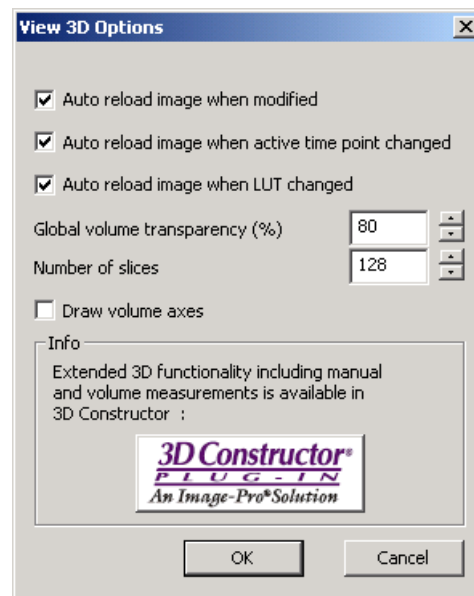 View 3D Options
Auto reload image when modified
Auto reload image when active time point changed
Auto reload image when LUT changed
Global volume transparency (%) 80
Number of slices 128
Draw volume axes
Info
Extended 3D functionality including manual
and volume measurements is available in
3D Constructor :
3D Constructor®
PLUG-IN
An Image-Pro® Solution
OK Cancel